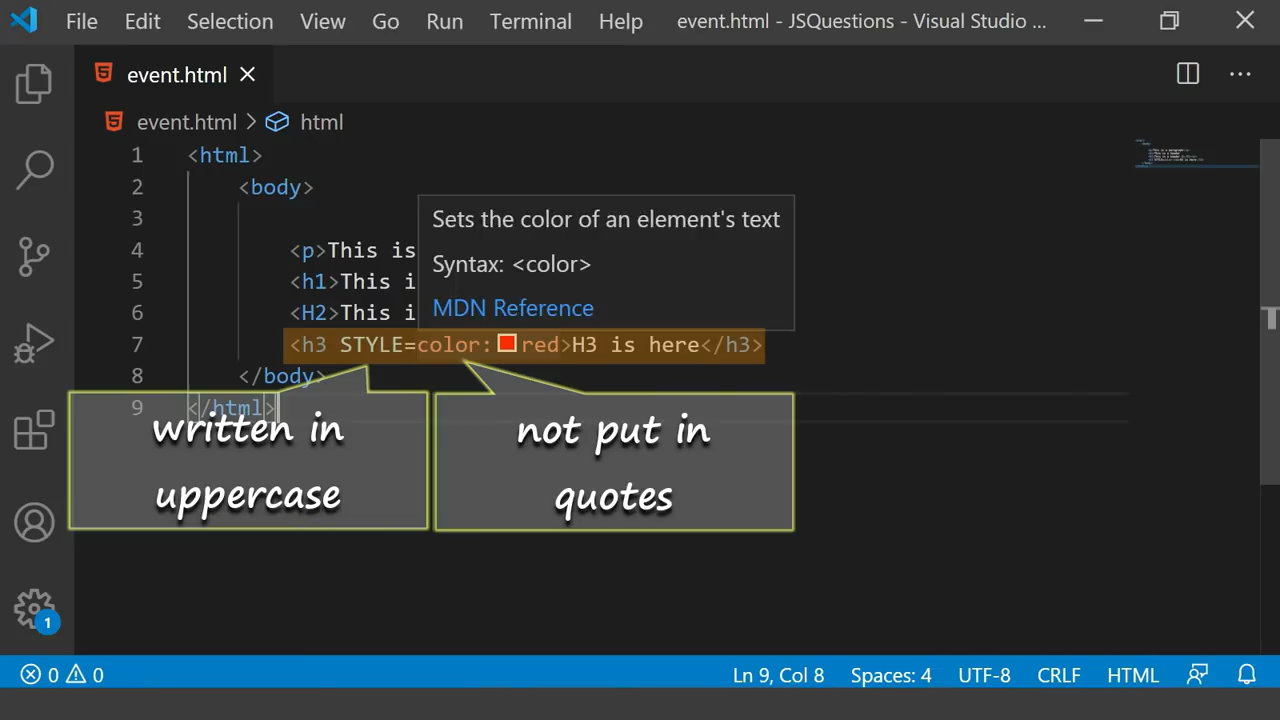 File Edit Selection View Go Run Terminal Help event.html - JSQuestions - Visual Studio ...
event.html
event.html > html
1 <html>
2 <body>
3
4 <p>This is
5 <h1>This i
6 <H2>This i
7 <h3 STYLE=color: red>H3 is here</h3>
8 </body>
9 </html>
Sets the color of an element's text
Syntax: <color>
MDN Reference
written in
uppercase
not put in
quotes
1
0 0 Ln 9, Col 8 Spaces: 4 UTF-8 CRLF HTML